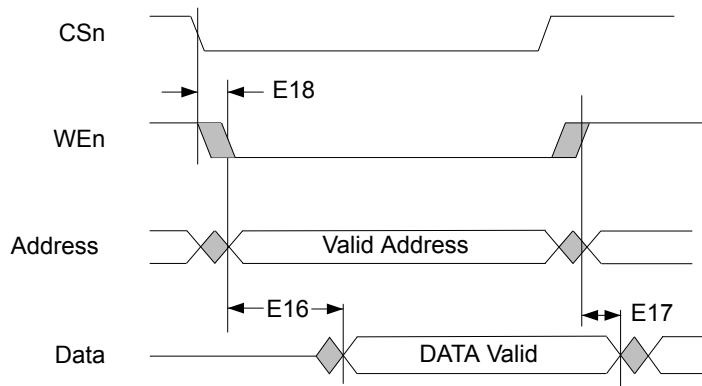 CSn
E18
WEn
Address
Valid Address
E16
E17
Data
DATA Valid